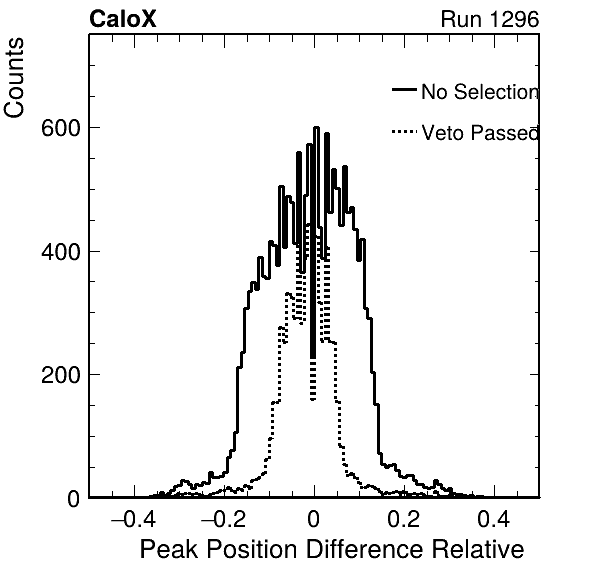 CaloX Run 1296
Counts
No Selection
Veto Passed
600
400
200
0
−0.4 −0.2 0 0.2 0.4
Peak Position Difference Relative